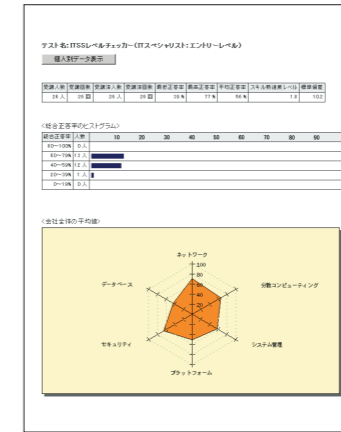 テスト名：ITSSレベルチェッカー(ITスペシャリスト：エントリーレベル)
個人別データ表示
受講人数 受講回数 受講済人数 受講済回数 最低正答率 最高正答率 平均正答率 スキル熟達度レベル 標準偏差
26 人 26 回 26 人 26 回 39 % 77 % 56 % 1.8 10.2
<総合正答率のヒストグラム>
総合正答率 人数 10 20 30 40 50 60 70 80 90
80～100% 0人
60～79% 13人
40～59% 12人
20～39% 1人
0～19% 0人
<会社全体の平均値>
ネットワーク
100
80
60
40
20
データベース
分散コンピューティング
セキュリティ
システム管理
プラットフォーム